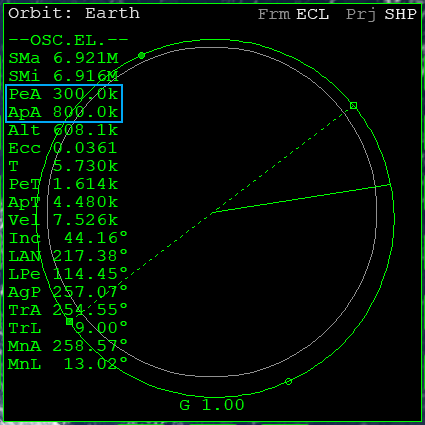 Orbit: Earth Frm ECL Prj SHP
--OSC.EL.--
SMa 6.921M
SMi 6.916M
PeA 300.0k
ApA 800.0k
Alt 608.1k
Ecc 0.0361
T 5.730k
PeT 1.614k
ApT 4.480k
Vel 7.526k
Inc 44.16°
LAN 217.38°
LPe 114.45°
AgP 257.07°
TrA 254.55°
TrL 9.00°
MnA 258.57°
MnL 13.02°
G 1.00